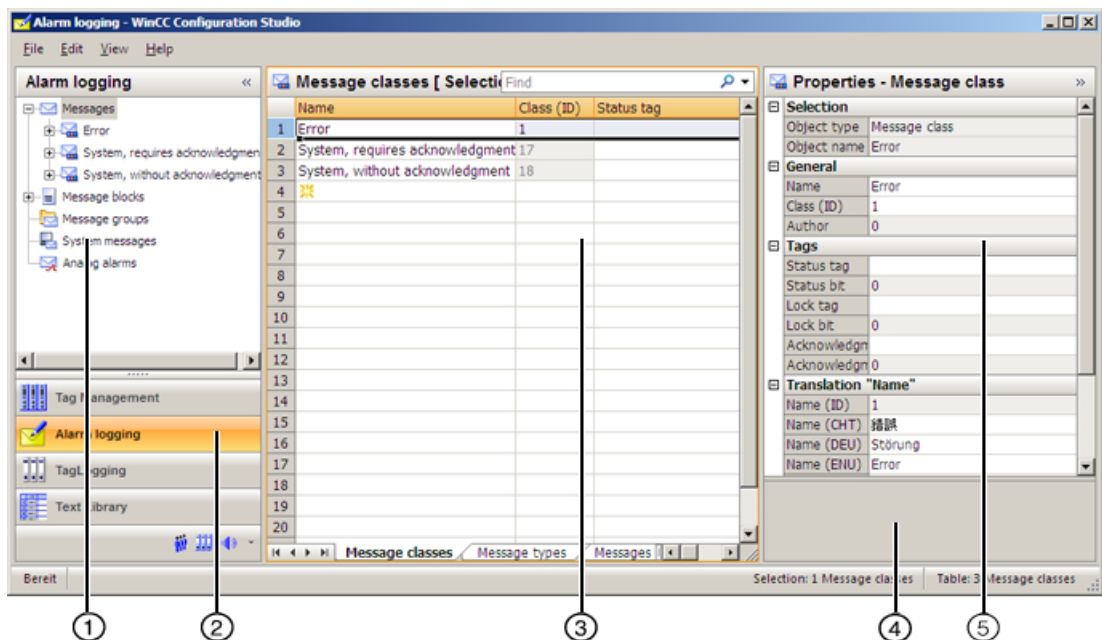 Alarm logging - WinCC Configuration Studio
File Edit View Help
Alarm logging «
Messages
Error
System, requires acknowledgmen
System, without acknowledgment
Message blocks
Message groups
System messages
Analog alarms
Tag Management
Alarm logging
TagLogging
Text Library
Message classes [ Selecti Find
Name Class (ID) Status tag
1 Error 1
2 System, requires acknowledgment 17
3 System, without acknowledgment 18
4
5
6
7
8
9
10
11
12
13
14
15
16
17
18
19
20
Message classes Message types Messages
Properties - Message class »
Selection
Object type Message class
Object name Error
General
Name Error
Class (ID) 1
Author 0
Tags
Status tag
Status bit 0
Lock tag
Lock bit 0
Acknowledgm
Acknowledgm 0
Translation "Name"
Name (ID) 1
Name (CHT) 錯誤
Name (DEU) Störung
Name (ENU) Error
Bereit Selection: 1 Message classes Table: 3 Message classes
① ② ③ ④ ⑤